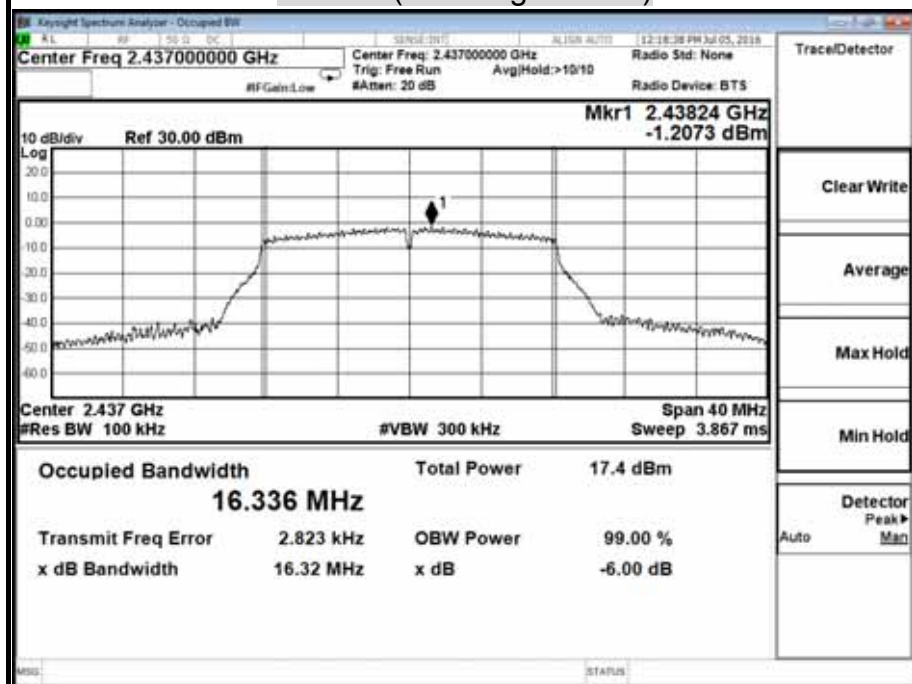 Keysight Spectrum Analyzer - Occupied BW
RL RF 50 Ω DC SENSE:INT ALIGN AUTO 12:18:38 PM Jul 05, 2016
Center Freq 2.437000000 GHz
Center Freq: 2.437000000 GHz
Radio Std: None
Trig: Free Run Avg|Hold:>10/10
#IFGain:Low #Atten: 20 dB Radio Device: BTS
Trace/Detector
Mkr1 2.43824 GHz
-1.2073 dBm
10 dB/div Ref 30.00 dBm
Log
20.0
10.0
0.00
-10.0
-20.0
-30.0
-40.0
-50.0
-60.0
1
Center 2.437 GHz Span 40 MHz
#Res BW 100 kHz #VBW 300 kHz Sweep 3.867 ms
Occupied Bandwidth Total Power 17.4 dBm
16.336 MHz
Transmit Freq Error 2.823 kHz OBW Power 99.00 %
x dB Bandwidth 16.32 MHz x dB -6.00 dB
Clear Write
Average
Max Hold
Min Hold
Detector
Peak▶
Auto Man
MSG STATUS